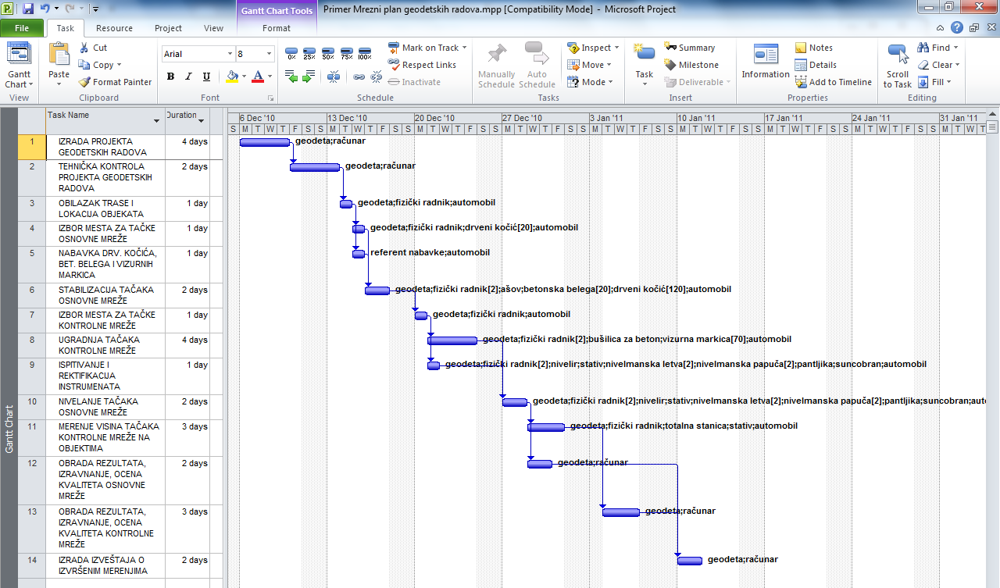 Gantt Chart Tools
Primer Mrezni plan geodetskih radova.mpp [Compatibility Mode] - Microsoft Project
File Task Resource Project View Format
Gantt Chart
View
Paste
Cut
Copy
Format Painter
Clipboard
Arial 8
B I U A
Font
0% 25% 50% 75% 100%
Mark on Track
Respect Links
Inactivate
Schedule
Manually Schedule
Auto Schedule
Inspect
Move
Mode
Tasks
Task
Summary
Milestone
Deliverable
Insert
Information
Notes
Details
Add to Timeline
Properties
Scroll to Task
Find
Clear
Fill
Editing
Task Name Duration
6 Dec '10 13 Dec '10 20 Dec '10 27 Dec '10 3 Jan '11 10 Jan '11 17 Jan '11 24 Jan '11 31 Jan '11
S M T W T F S S M T W T F S S M T W T F S S M T W T F S S M T W T F S S M T W T F S S M T W T F S S M T W T F S S M T W T
1 IZRADA PROJEKTA 4 days geodeta;računar
GEODETSKIH RADOVA
2 TEHNIČKA KONTROLA 2 days geodeta;računar
PROJEKTA GEODETSKIH
RADOVA
3 OBILAZAK TRASE I 1 day geodeta;fizički radnik;automobil
LOKACIJA OBJEKATA
4 IZBOR MESTA ZA TAČKE 1 day geodeta;fizički radnik;drveni kočić[20];automobil
OSNOVNE MREŽE
5 NABAVKA DRV. KOČIĆA, 1 day referent nabavke;automobil
BET. BELEGA I VIZURNIH
MARKICA
6 STABILIZACIJA TAČAKA 2 days geodeta;fizički radnik[2];ašov;betonska belega[20];drveni kočić[120];automobil
OSNOVNE MREŽE
7 IZBOR MESTA ZA TAČKE 1 day geodeta;fizički radnik;automobil
KONTROLNE MREŽE
8 UGRADNJA TAČAKA 4 days geodeta;fizički radnik[2];bušilica za beton;vizurna markica[70];automobil
KONTROLNE MREŽE
9 ISPITIVANJE I 1 day geodeta;fizički radnik[2];nivelir;stativ;nivelmanska letva[2];nivelmanska papuča[2];pantljika;suncobran;automobil
REKTIFIKACIJA
INSTRUMENATA
10 NIVELANJE TAČAKA 2 days geodeta;fizički radnik[2];nivelir;stativ;nivelmanska letva[2];nivelmanska papuča[2];pantljika;suncobran;auto
OSNOVNE MREŽE
11 MERENJE VISINA TAČAKA 3 days geodeta;fizički radnik;totalna stanica;stativ;automobil
KONTROLNE MREŽE NA
OBJEKTIMA
12 OBRADA REZULTATA, 2 days geodeta;računar
IZRAVNANJE, OCENA
KVALITETA OSNOVNE
MREŽE
13 OBRADA REZULTATA, 3 days geodeta;računar
IZRAVNANJE, OCENA
KVALITETA KONTROLNE
MREŽE
14 IZRADA IZVEŠTAJA O 2 days geodeta;računar
IZVRŠENIM MERENJIMA
Gantt Chart